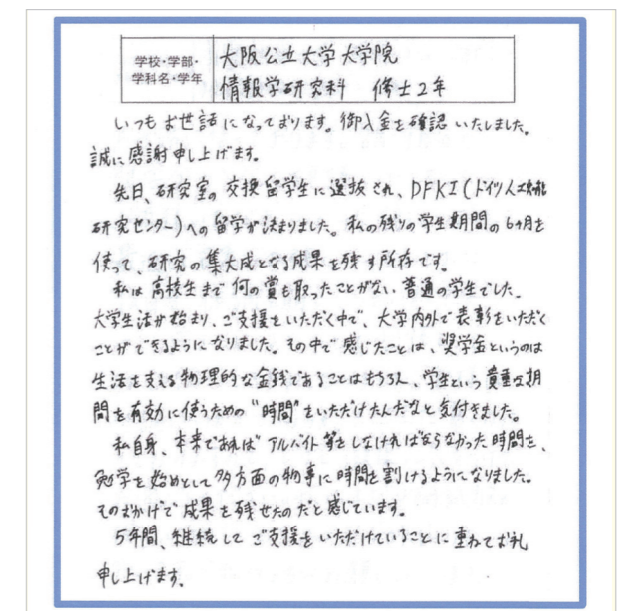 学校・学部・
学科名・学年
大阪公立大学大学院
情報学研究科 修士2年
いつもお世話になっております。御入金を確認いたしました。
誠に感謝申し上げます。
先日、研究室の交換留学生に選抜され、DFKI(ドイツ人工知能
研究センター)への留学が決まりました。私の残りの学生期間の6ヶ月を
使って、研究の集大成となる成果を残す所存です。
私は高校生まで何の賞も取ったことがない普通の学生でした。
大学生活が始まり、ご支援をいただく中で、大学内外で表彰をいただく
ことができるようになりました。その中で感じたことは、奨学金というのは
生活を支える物理的な金銭であることはもちろん、学生という貴重な期
間を有効に使うための"時間"をいただけたんだなと気付きました。
私自身、本来であればアルバイト等をしなければならなかった時間を、
勉学を始めとして多方面の物事に時間を割けるようになりました。
そのおかげで成果を残せたのだと感じています。
5年間、継続してご支援をいただけていることに重ねてお礼
申し上げます。